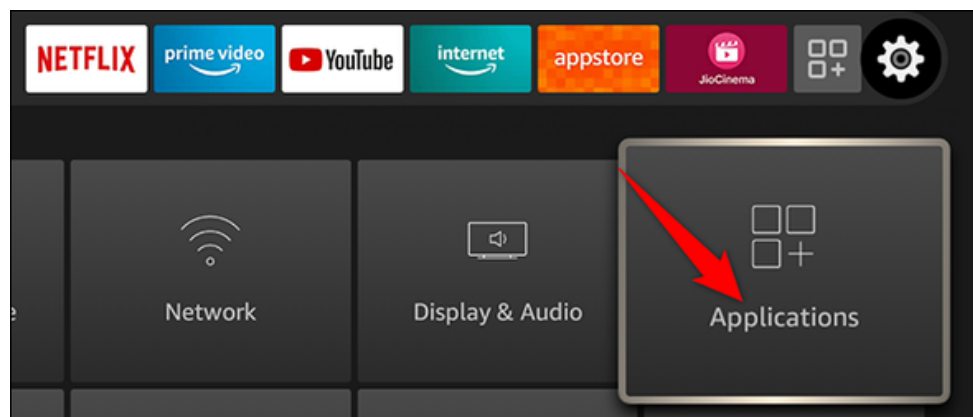 NETFLIX
prime video
YouTube
internet
appstore
JioCinema
Network
Display & Audio
Applications